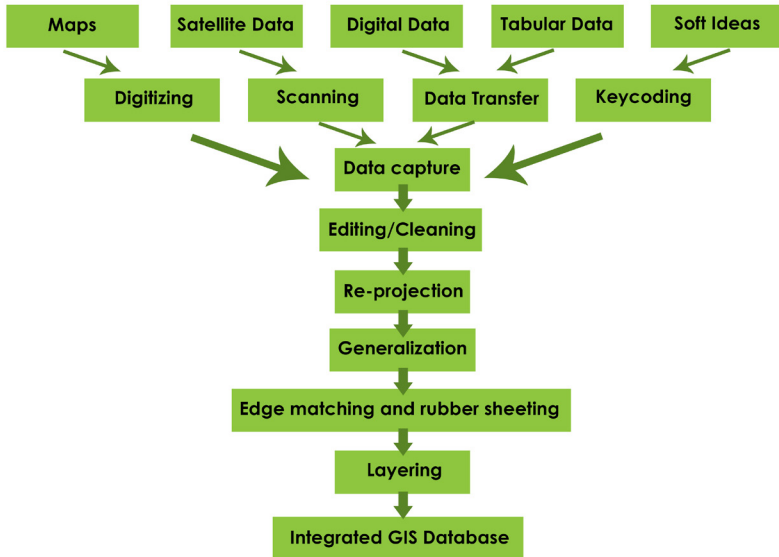 Maps
Satellite Data
Digital Data
Tabular Data
Soft Ideas
Digitizing
Scanning
Data Transfer
Keycoding
Data capture
Editing/Cleaning
Re-projection
Generalization
Edge matching and rubber sheeting
Layering
Integrated GIS Database